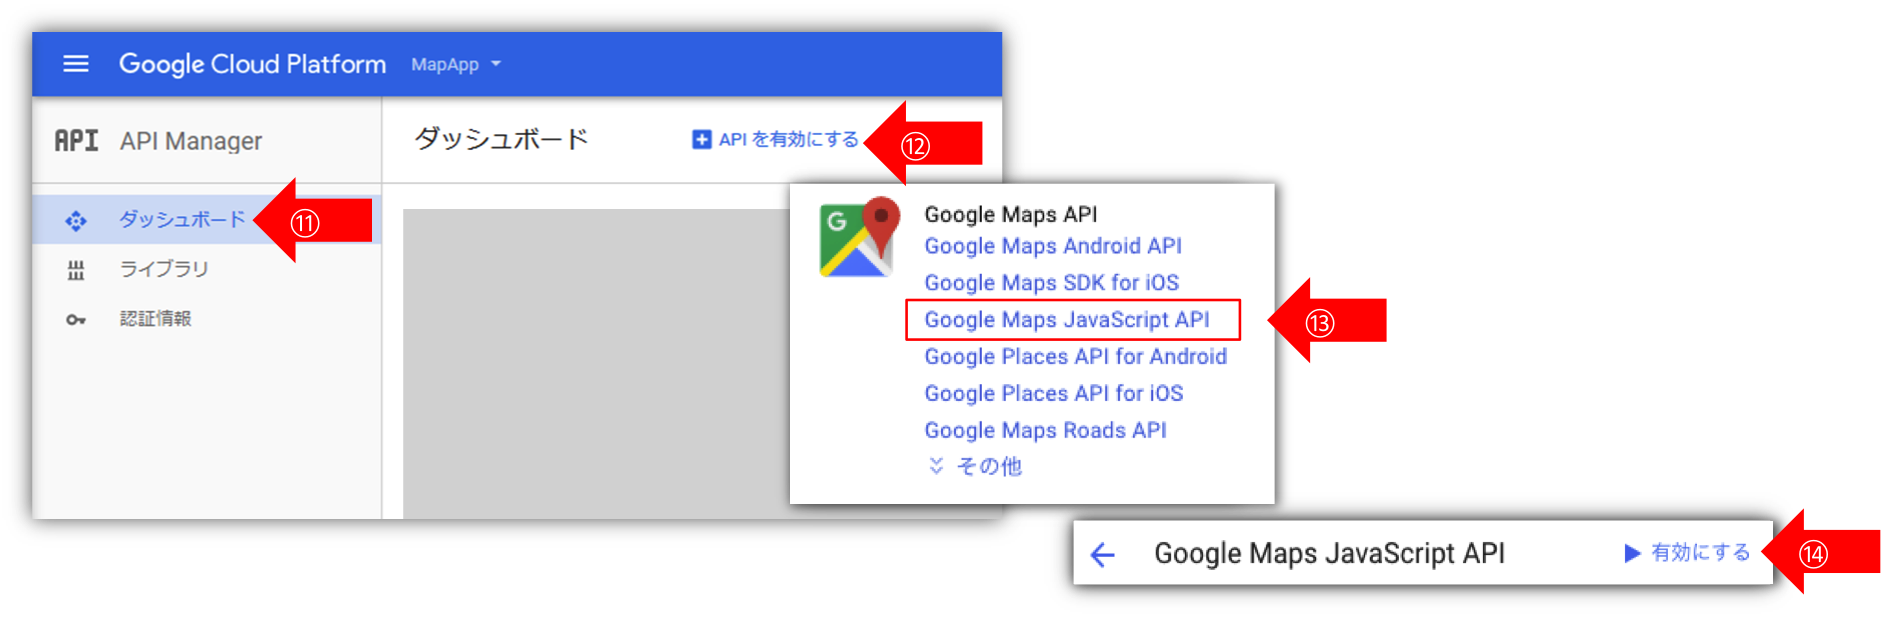 Google Cloud Platform MapApp
API API Manager
ダッシュボード
ライブラリ
認証情報
⑪
ダッシュボード
API を有効にする
⑫
G
Google Maps API
Google Maps Android API
Google Maps SDK for iOS
Google Maps JavaScript API
Google Places API for Android
Google Places API for iOS
Google Maps Roads API
その他
⑬
Google Maps JavaScript API
有効にする
⑭